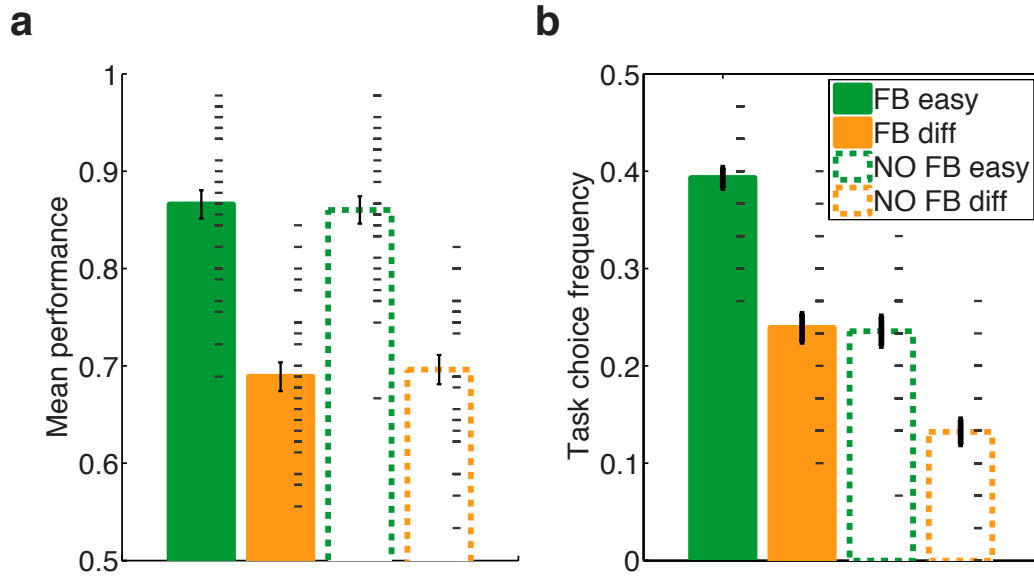 a
Mean performance
1
0.9
0.8
0.7
0.6
0.5
b
Task choice frequency
0.5
0.4
0.3
0.2
0.1
0
FB easy
FB diff
NO FB easy
NO FB diff